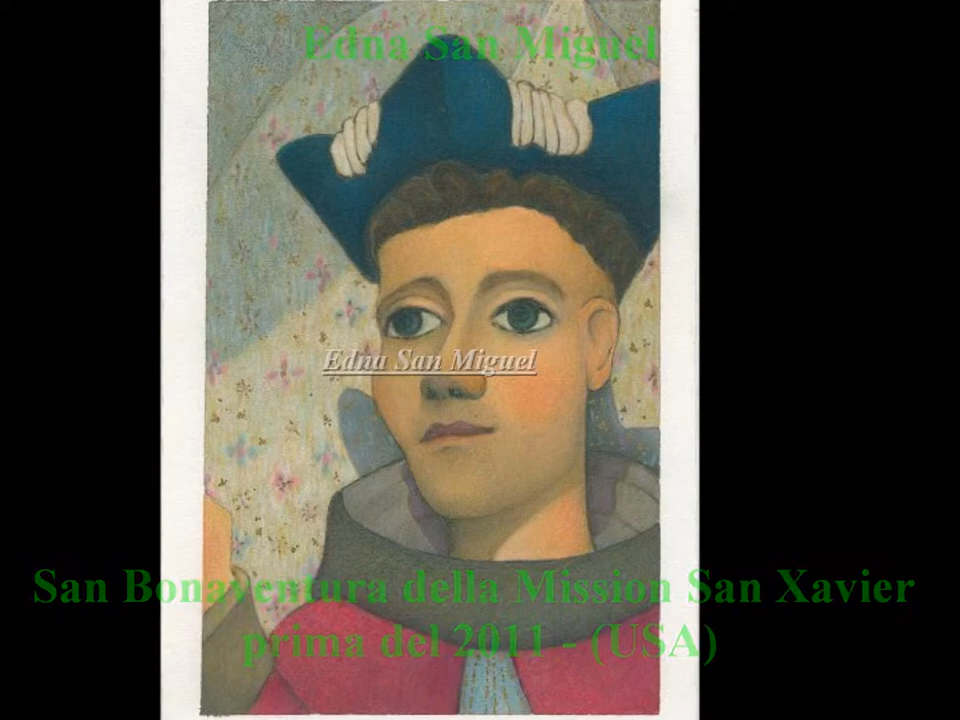 Edna San Miguel
Edna San Miguel
San Bonaventura della Mission San Xavier
prima del 2011 - (USA)